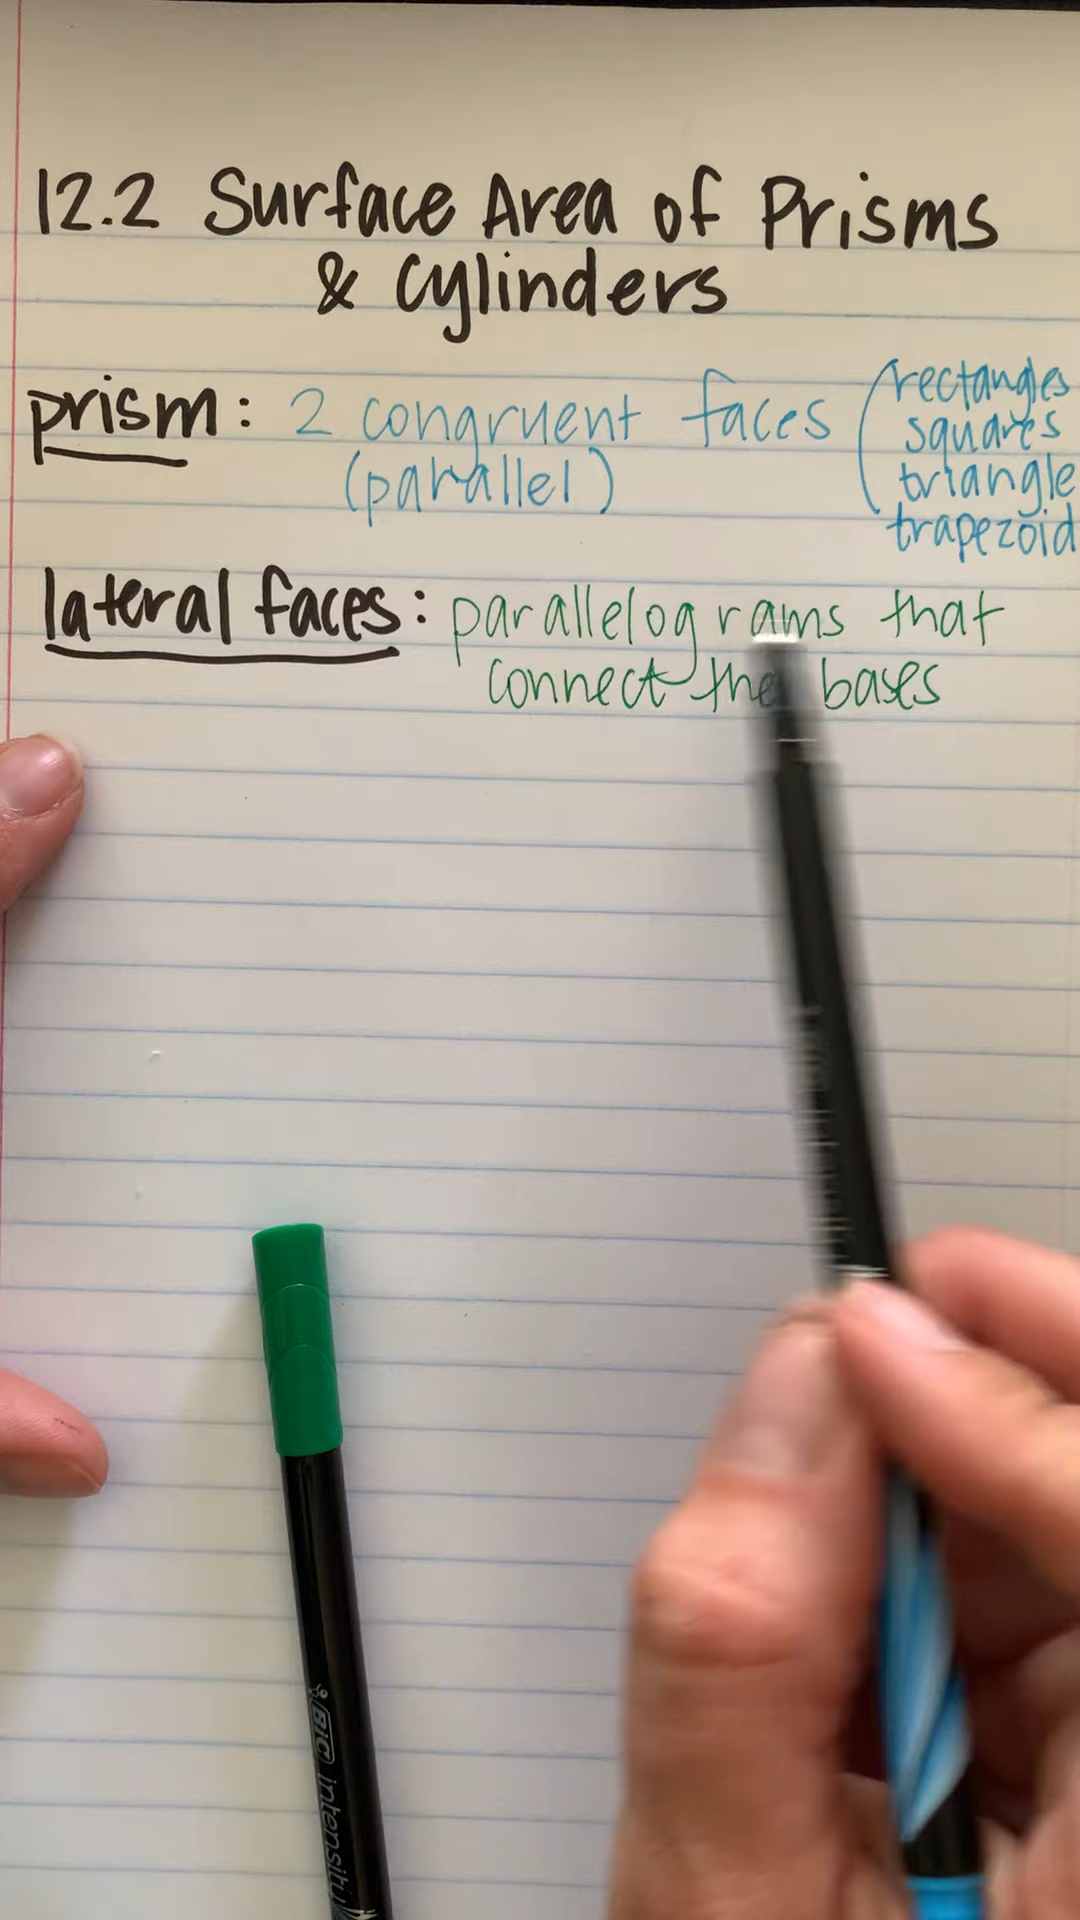 12.2 Surface Area of Prisms
& Cylinders
prism: 2 congruent faces
(parallel)
(rectangles
squares
triangle
trapezoid
lateral faces: parallelograms that
connect the bases
BIC intensity